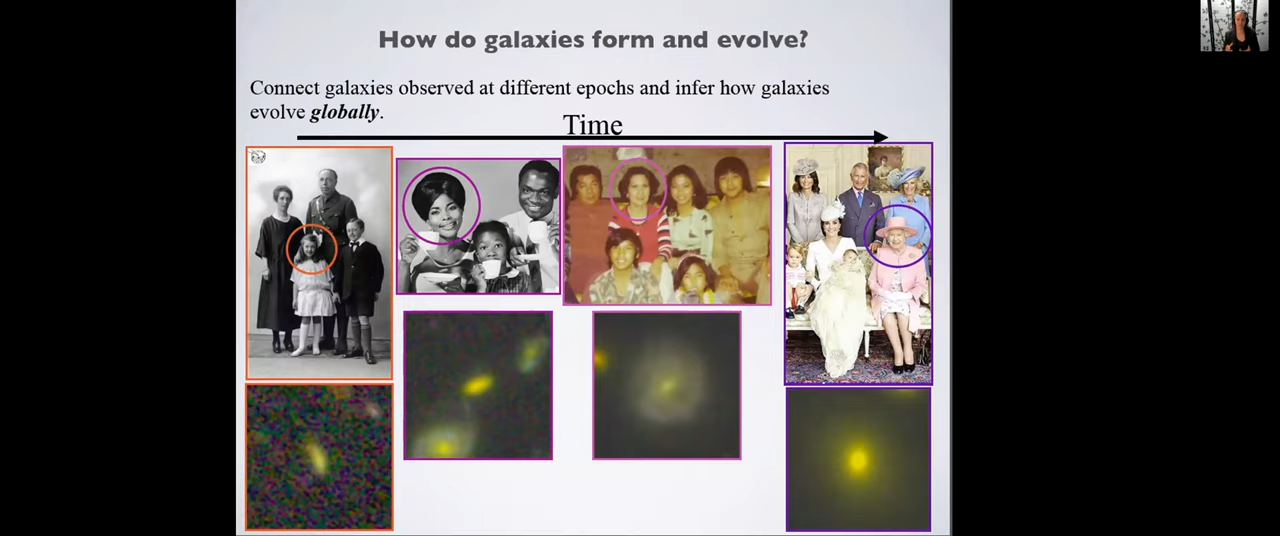 How do galaxies form and evolve?
Connect galaxies observed at different epochs and infer how galaxies
evolve globally.
Time